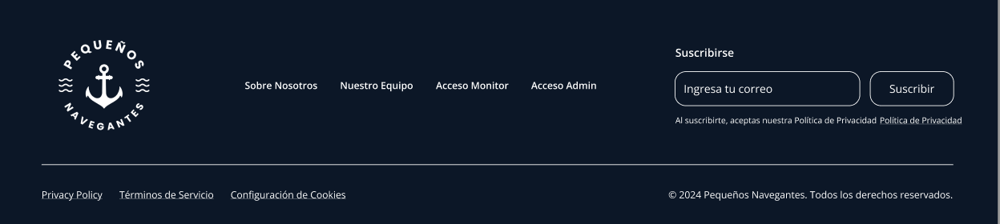 PEQUEÑOS
NAVEGANTES
Sobre Nosotros Nuestro Equipo Acceso Monitor Acceso Admin
Suscribirse
Ingresa tu correo Suscribir
Al suscribirte, aceptas nuestra Política de Privacidad Política de Privacidad
Privacy Policy Términos de Servicio Configuración de Cookies
© 2024 Pequeños Navegantes. Todos los derechos reservados.